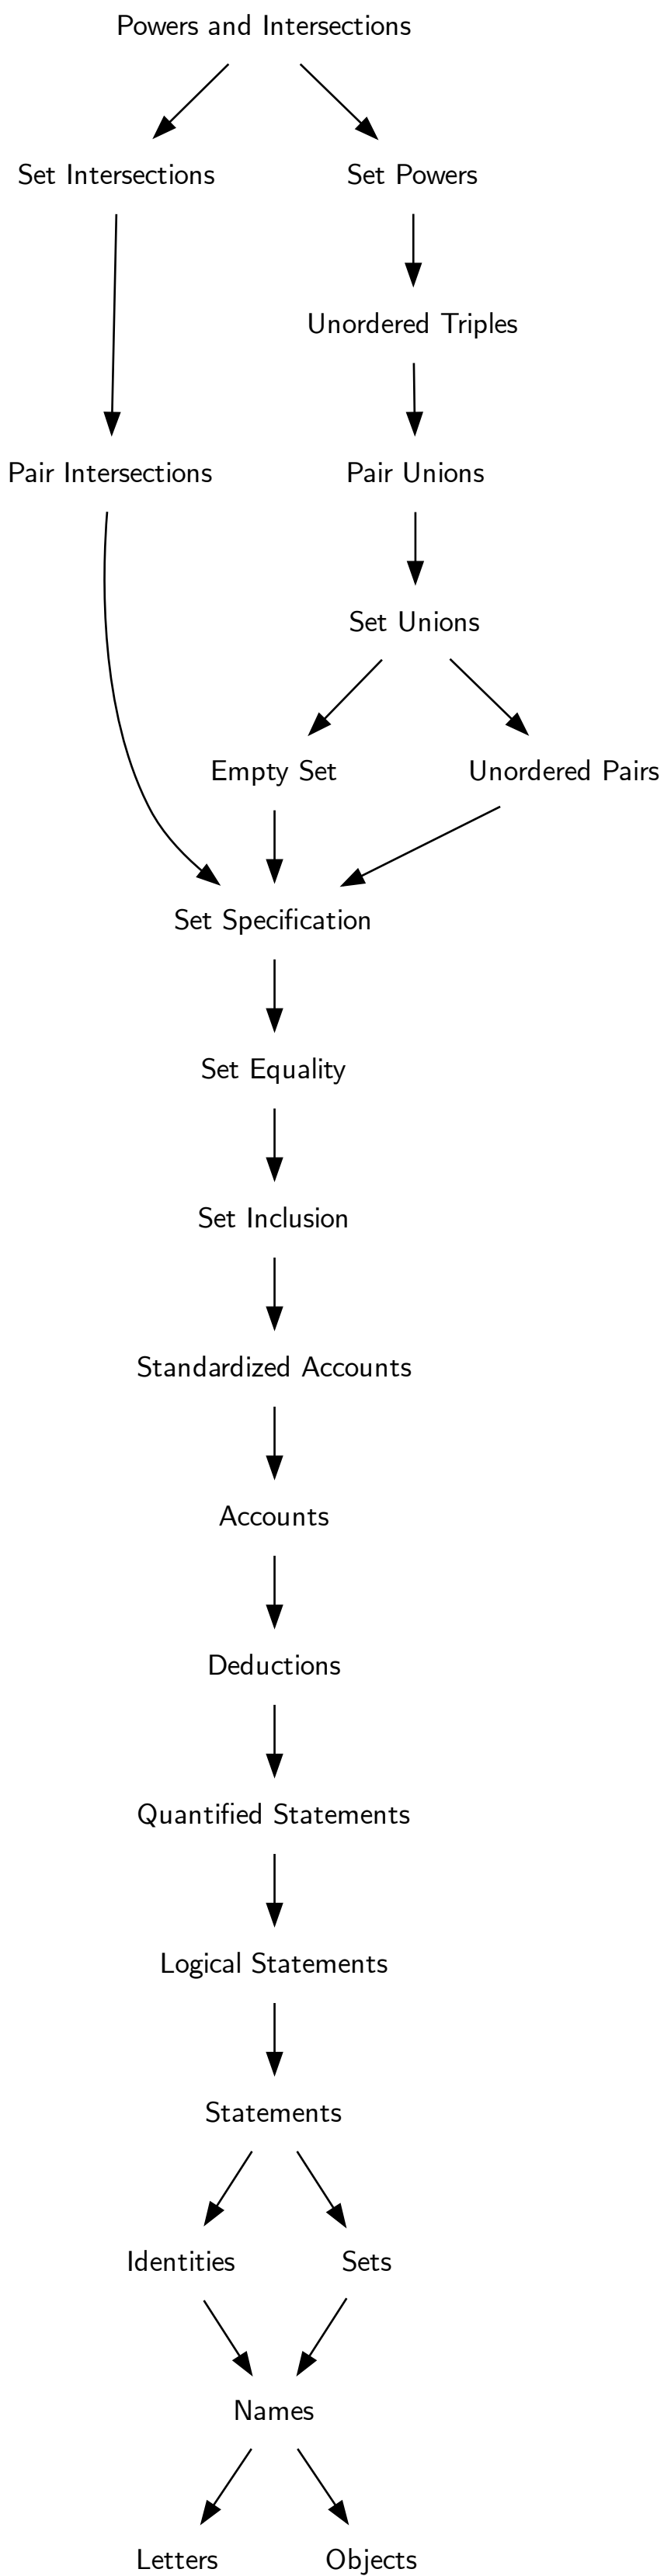 Powers and Intersections
Set Intersections
Set Powers
Unordered Triples
Pair Intersections
Pair Unions
Set Unions
Empty Set
Unordered Pairs
Set Specification
Set Equality
Set Inclusion
Standardized Accounts
Accounts
Deductions
Quantified Statements
Logical Statements
Statements
Identities
Sets
Names
Letters
Objects